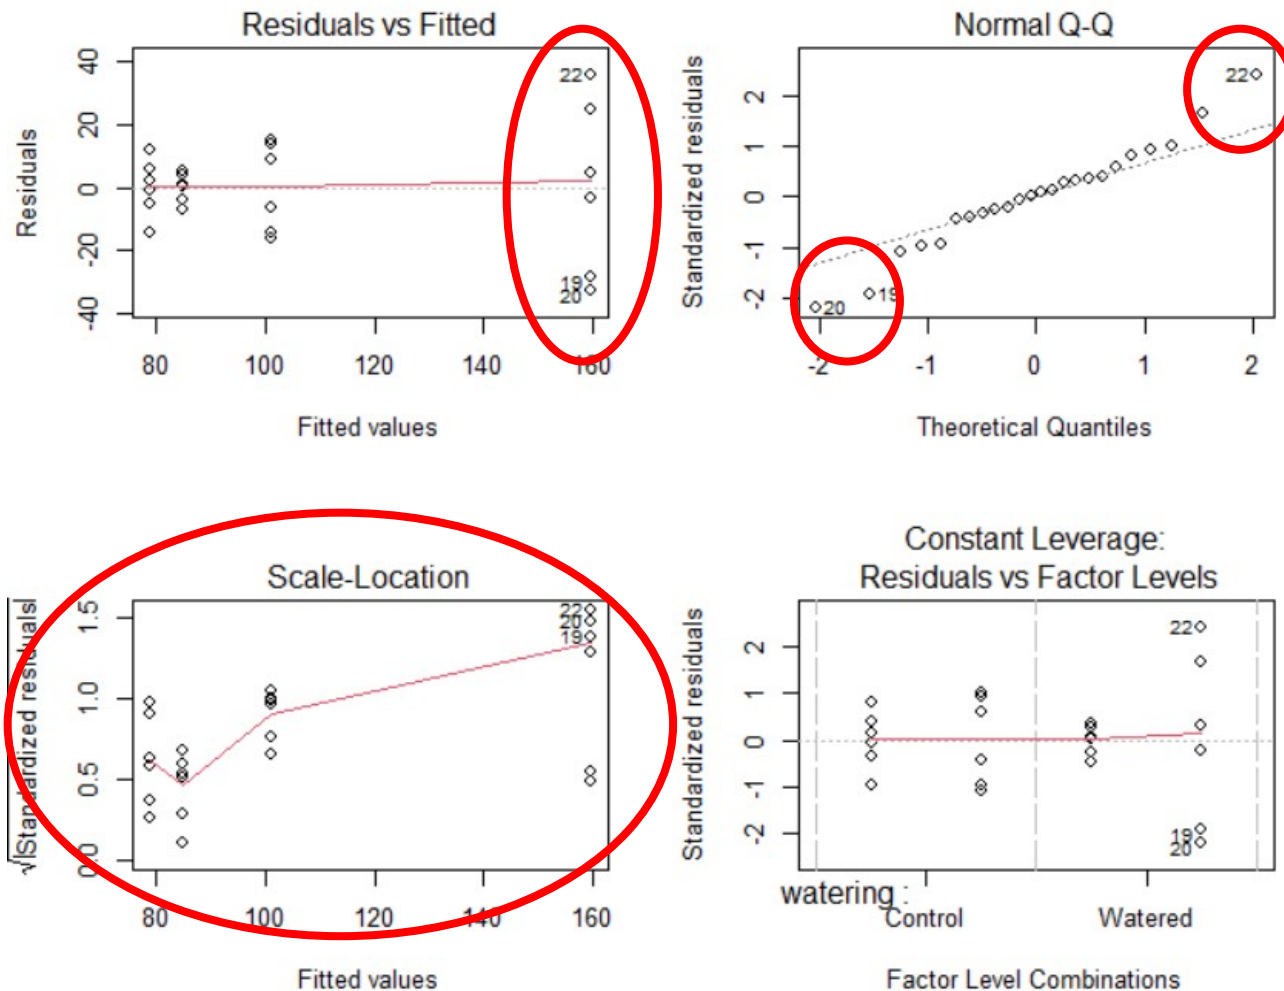 Residuals vs Fitted
Residuals
40
20
0
-20
-40
22
19
20
80 100 120 140 160
Fitted values
Normal Q-Q
Standardized residuals
2
1
0
-1
-2
22
20
19
-2 -1 0 1 2
Theoretical Quantiles
Scale-Location
√|Standardized residuals|
1.5
1.0
0.5
0.0
22
20
19
80 100 120 140 160
Fitted values
Constant Leverage:
Residuals vs Factor Levels
Standardized residuals
2
1
0
-1
-2
22
19
20
watering :
Control Watered
Factor Level Combinations